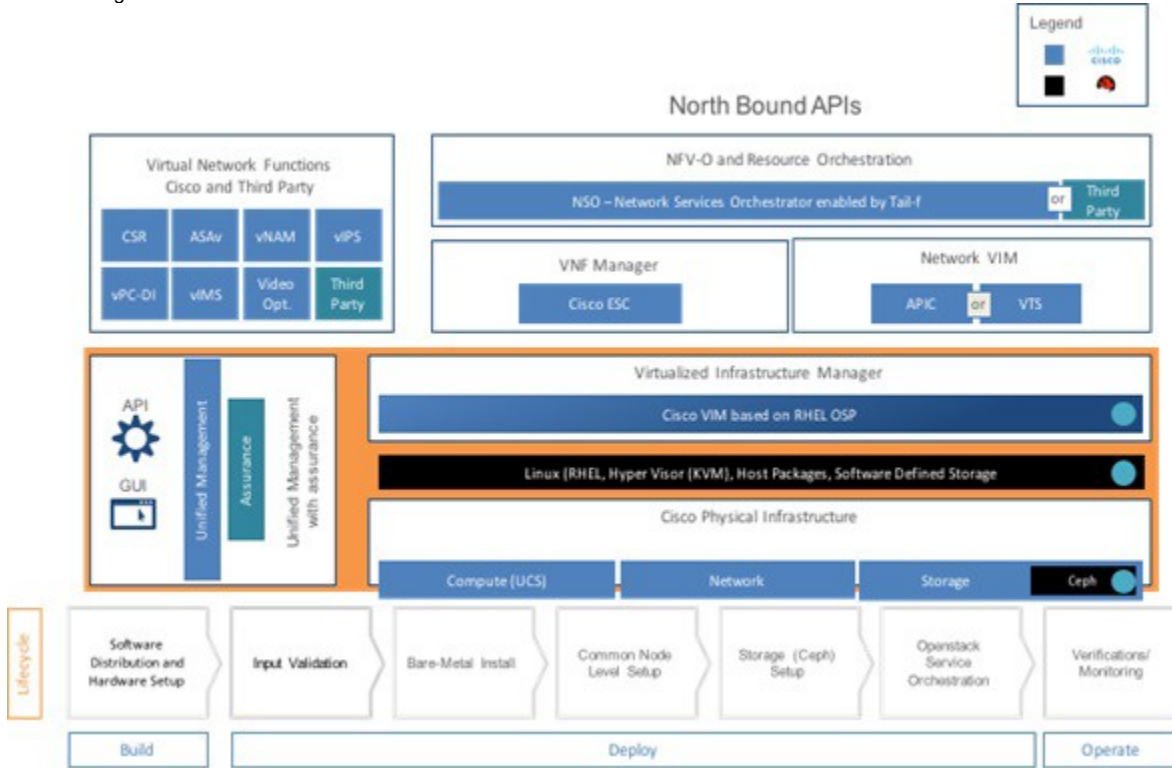 Legend
CISCO
North Bound APIs
Virtual Network Functions
Cisco and Third Party
CSR
ASAv
vNAM
vIPS
vPC-DI
vIMS
Video
Opt.
Third
Party
NFV-O and Resource Orchestration
NSO – Network Services Orchestrator enabled by Tail-f
or
Third
Party
VNF Manager
Cisco ESC
Network VIM
APIC
or
VTS
API
GUI
Unified Management
Assurance
Unified Management
with assurance
Virtualized Infrastructure Manager
Cisco VIM based on RHEL OSP
Linux (RHEL, Hyper Visor (KVM), Host Packages, Software Defined Storage
Cisco Physical Infrastructure
Compute (UCS)
Network
Storage
Ceph
Lifecycle
Software
Distribution and
Hardware Setup
Input Validation
Bare-Metal Install
Common Node
Level Setup
Storage (Ceph)
Setup
Openstack
Service
Orchestration
Verifications/
Monitoring
Build
Deploy
Operate